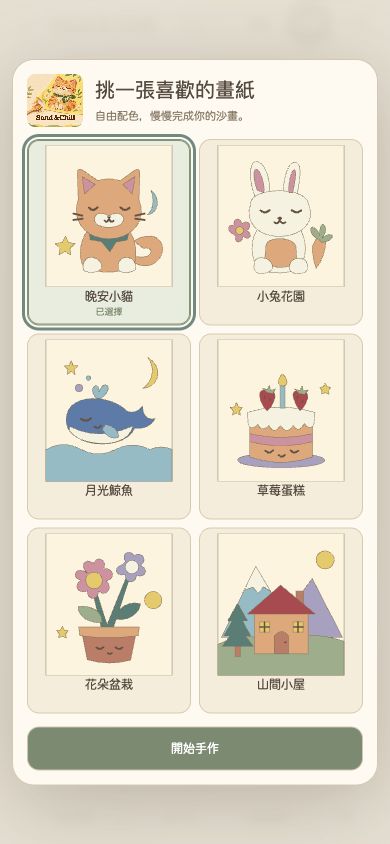 挑一張喜歡的畫紙
Sand & Chill
自由配色，慢慢完成你的沙畫。
晚安小貓
已選擇
小兔花園
月光鯨魚
草莓蛋糕
花朵盆栽
山間小屋
開始手作